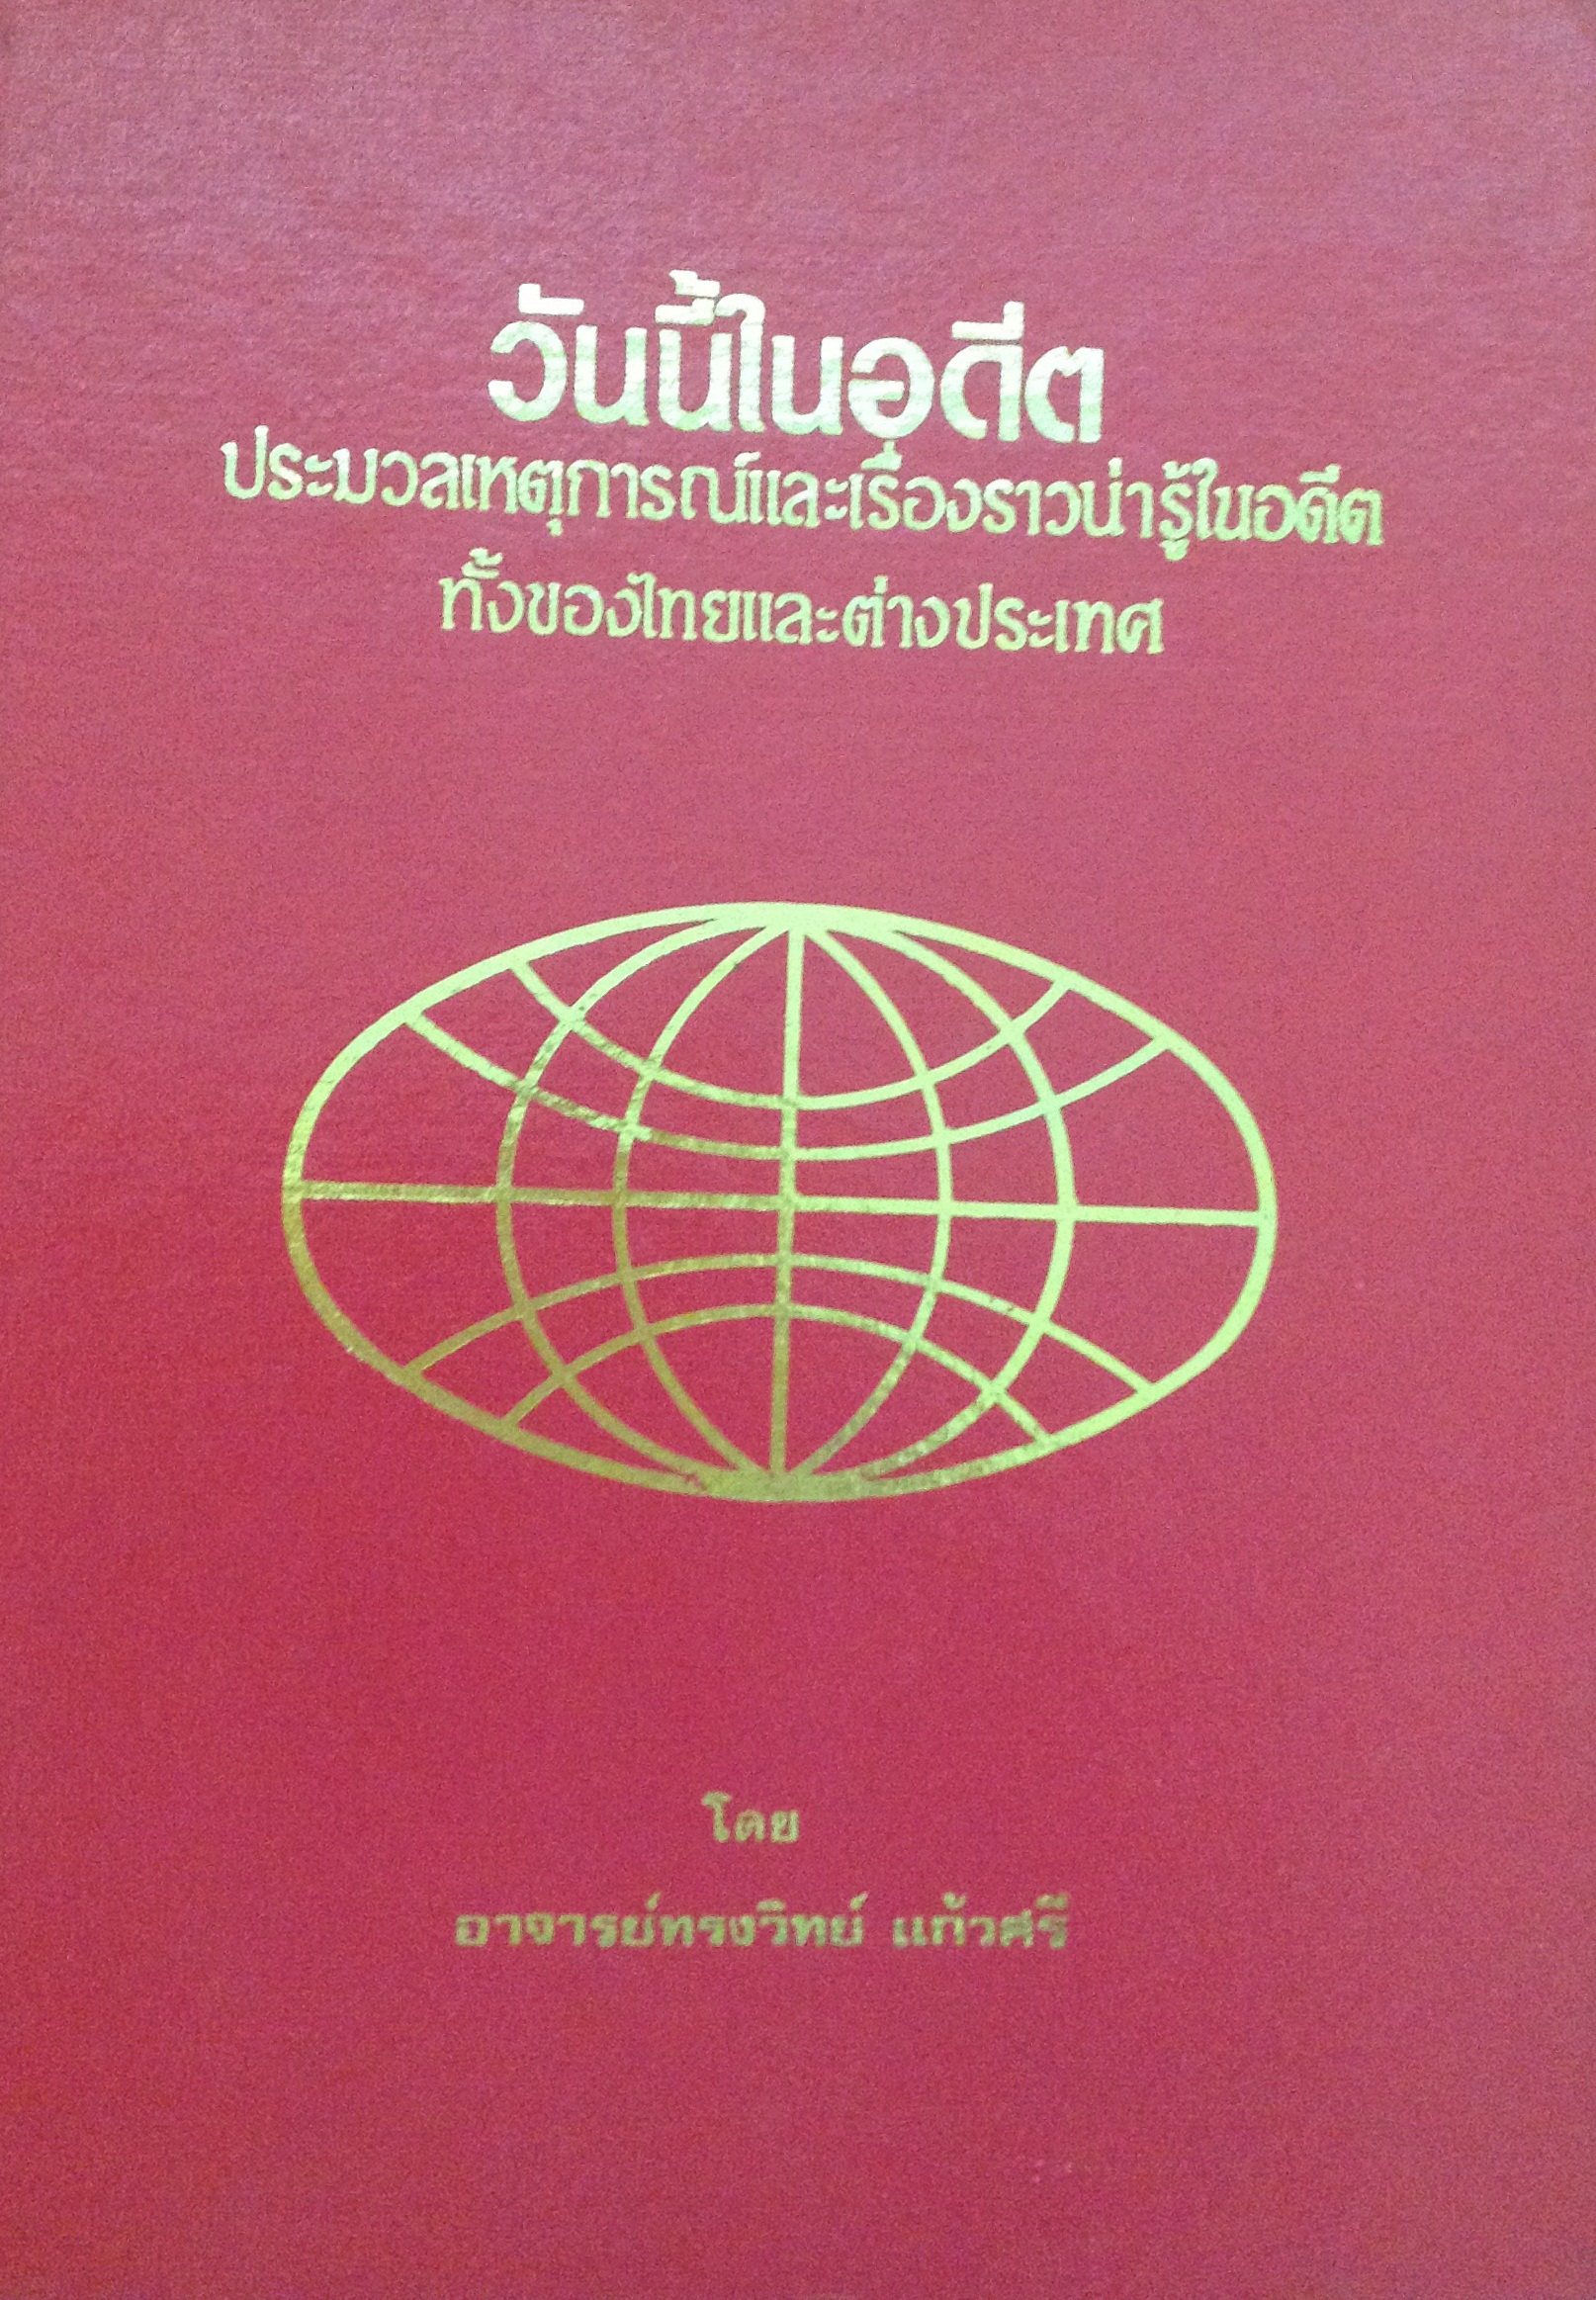 วันนี้ในอดีต
ประมวลเหตุการณ์และเรื่องราวน่ารู้ในอดีต
ทั้งของไทยและต่างประเทศ
โดย
อาจารย์ทรงวิทย์ แก้วศรี